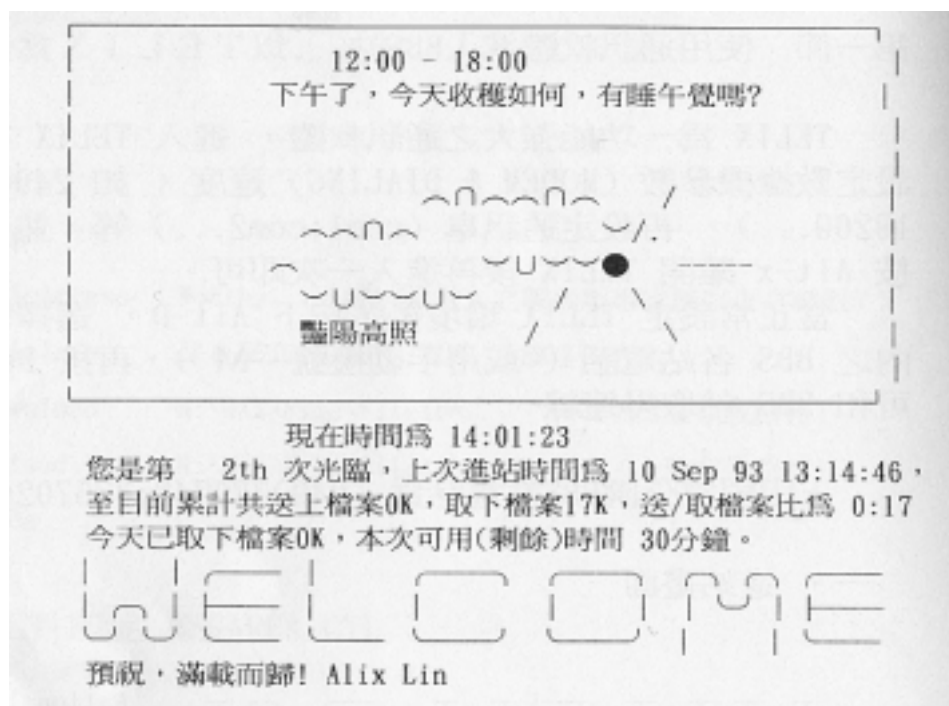 12:00 - 18:00
下午了，今天收穫如何，有睡午覺嗎?
豔陽高照
現在時間為 14:01:23
您是第 2th 次光臨，上次進站時間為 10 Sep 93 13:14:46，
至目前累計共送上檔案0K，取下檔案17K，送/取檔案比為 0:17
今天已取下檔案0K，本次可用(剩餘)時間 30分鐘。
WELCOME
預祝，滿載而歸! Alix Lin